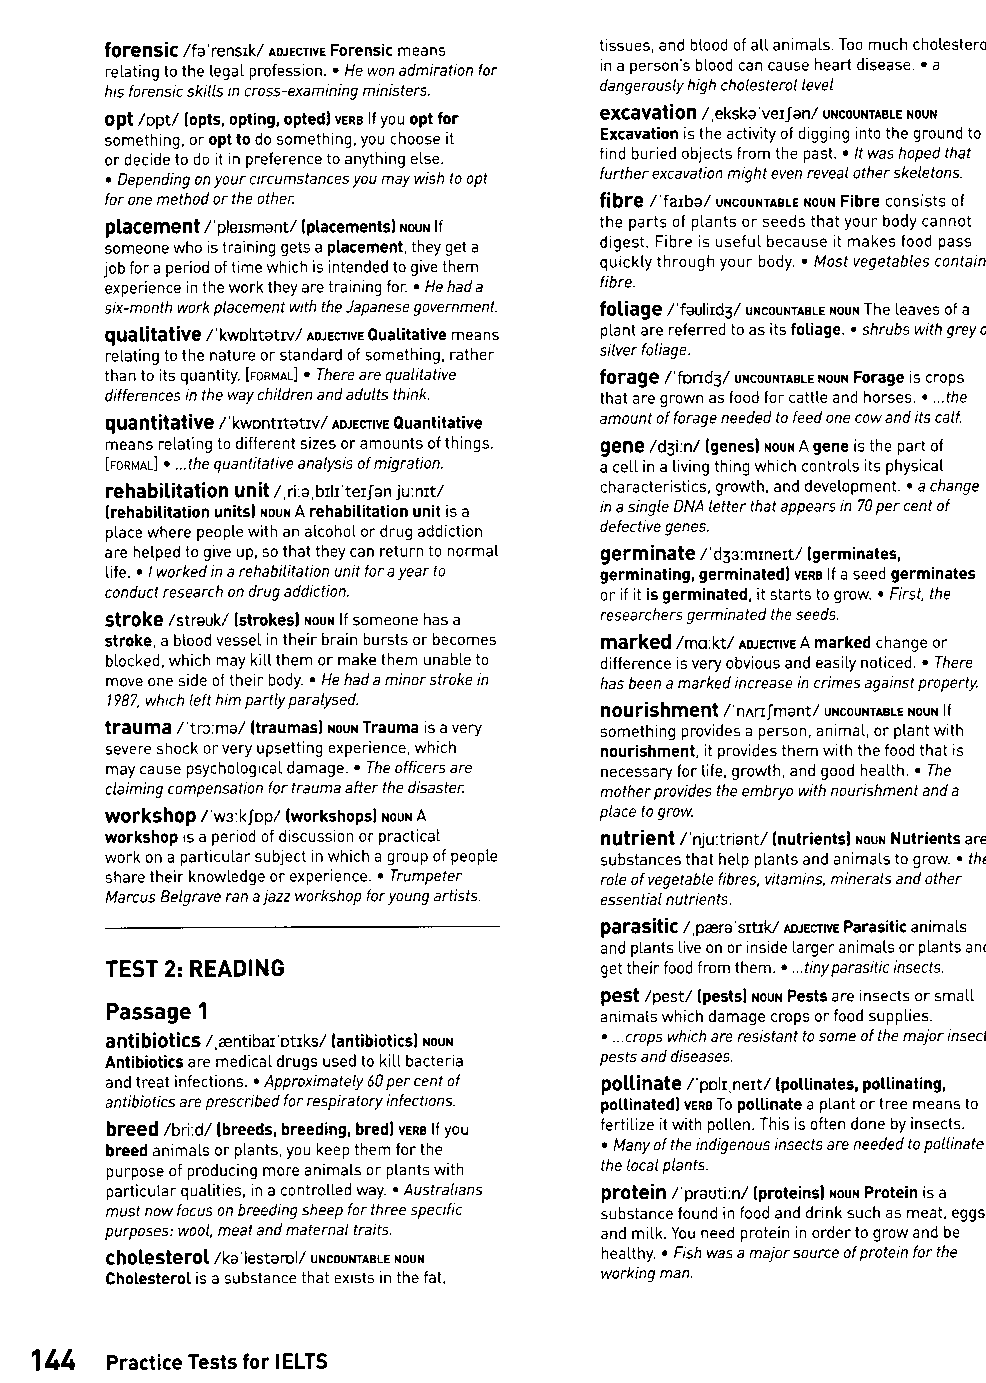 forensic /fəˈrensɪk/ ADJECTIVE Forensic means
relating to the legal profession. • He won admiration for
his forensic skills in cross-examining ministers.
opt /ɒpt/ (opts, opting, opted) VERB If you opt for
something, or opt to do something, you choose it
or decide to do it in preference to anything else.
• Depending on your circumstances you may wish to opt
for one method or the other.
placement /ˈpleɪsmənt/ (placements) NOUN If
someone who is training gets a placement, they get a
job for a period of time which is intended to give them
experience in the work they are training for. • He had a
six-month work placement with the Japanese government.
qualitative /ˈkwɒlɪtətɪv/ ADJECTIVE Qualitative means
relating to the nature or standard of something, rather
than to its quantity. [FORMAL] • There are qualitative
differences in the way children and adults think.
quantitative /ˈkwɒntɪtətɪv/ ADJECTIVE Quantitative
means relating to different sizes or amounts of things.
[FORMAL] • ...the quantitative analysis of migration.
rehabilitation unit /ˌriːəˌbɪlɪˈteɪʃən juːnɪt/
(rehabilitation units) NOUN A rehabilitation unit is a
place where people with an alcohol or drug addiction
are helped to give up, so that they can return to normal
life. • I worked in a rehabilitation unit for a year to
conduct research on drug addiction.
stroke /strəʊk/ (strokes) NOUN If someone has a
stroke, a blood vessel in their brain bursts or becomes
blocked, which may kill them or make them unable to
move one side of their body. • He had a minor stroke in
1987, which left him partly paralysed.
trauma /ˈtrɔːmə/ (traumas) NOUN Trauma is a very
severe shock or very upsetting experience, which
may cause psychological damage. • The officers are
claiming compensation for trauma after the disaster.
workshop /ˈwɜːkʃɒp/ (workshops) NOUN A
workshop is a period of discussion or practical
work on a particular subject in which a group of people
share their knowledge or experience. • Trumpeter
Marcus Belgrave ran a jazz workshop for young artists.
TEST 2: READING
Passage 1
antibiotics /ˌæntibaɪˈɒtɪks/ (antibiotics) NOUN
Antibiotics are medical drugs used to kill bacteria
and treat infections. • Approximately 60 per cent of
antibiotics are prescribed for respiratory infections.
breed /briːd/ (breeds, breeding, bred) VERB If you
breed animals or plants, you keep them for the
purpose of producing more animals or plants with
particular qualities, in a controlled way. • Australians
must now focus on breeding sheep for three specific
purposes: wool, meat and maternal traits.
cholesterol /kəˈlestərɒl/ UNCOUNTABLE NOUN
Cholesterol is a substance that exists in the fat,
tissues, and blood of all animals. Too much cholestero
in a person's blood can cause heart disease. • a
dangerously high cholesterol level
excavation /ˌekskəˈveɪʃən/ UNCOUNTABLE NOUN
Excavation is the activity of digging into the ground to
find buried objects from the past. • It was hoped that
further excavation might even reveal other skeletons.
fibre /ˈfaɪbə/ UNCOUNTABLE NOUN Fibre consists of
the parts of plants or seeds that your body cannot
digest. Fibre is useful because it makes food pass
quickly through your body. • Most vegetables contain
fibre.
foliage /ˈfəʊliɪdʒ/ UNCOUNTABLE NOUN The leaves of a
plant are referred to as its foliage. • shrubs with grey o
silver foliage.
forage /ˈfɒrɪdʒ/ UNCOUNTABLE NOUN Forage is crops
that are grown as food for cattle and horses. • ...the
amount of forage needed to feed one cow and its calf.
gene /dʒiːn/ (genes) NOUN A gene is the part of
a cell in a living thing which controls its physical
characteristics, growth, and development. • a change
in a single DNA letter that appears in 70 per cent of
defective genes.
germinate /ˈdʒɜːmɪneɪt/ (germinates,
germinating, germinated) VERB If a seed germinates
or if it is germinated, it starts to grow. • First, the
researchers germinated the seeds.
marked /mɑːkt/ ADJECTIVE A marked change or
difference is very obvious and easily noticed. • There
has been a marked increase in crimes against property.
nourishment /ˈnʌrɪʃmənt/ UNCOUNTABLE NOUN If
something provides a person, animal, or plant with
nourishment, it provides them with the food that is
necessary for life, growth, and good health. • The
mother provides the embryo with nourishment and a
place to grow.
nutrient /ˈnjuːtriənt/ (nutrients) NOUN Nutrients are
substances that help plants and animals to grow. • the
role of vegetable fibres, vitamins, minerals and other
essential nutrients.
parasitic /ˌpærəˈsɪtɪk/ ADJECTIVE Parasitic animals
and plants live on or inside larger animals or plants and
get their food from them. • ...tiny parasitic insects.
pest /pest/ (pests) NOUN Pests are insects or small
animals which damage crops or food supplies.
• ...crops which are resistant to some of the major insect
pests and diseases.
pollinate /ˈpɒlɪˌneɪt/ (pollinates, pollinating,
pollinated) VERB To pollinate a plant or tree means to
fertilize it with pollen. This is often done by insects.
• Many of the indigenous insects are needed to pollinate
the local plants.
protein /ˈprəʊtiːn/ (proteins) NOUN Protein is a
substance found in food and drink such as meat, eggs
and milk. You need protein in order to grow and be
healthy. • Fish was a major source of protein for the
working man.
144 Practice Tests for IELTS